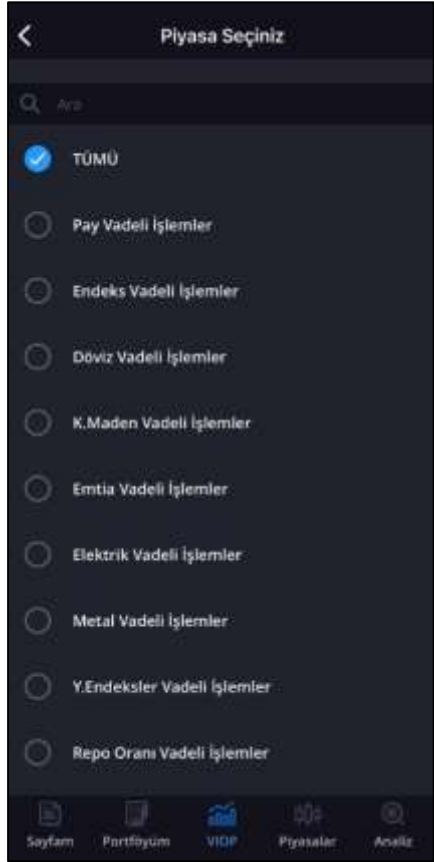 Piyasa Seçiniz
Ara
TÜMÜ
Pay Vadeli İşlemler
Endeks Vadeli İşlemler
Döviz Vadeli İşlemler
K.Maden Vadeli İşlemler
Emtia Vadeli İşlemler
Elektrik Vadeli İşlemler
Metal Vadeli İşlemler
Y.Endeksler Vadeli İşlemler
Repo Oranı Vadeli İşlemler
Sayfam Portföyüm VİOP Piyasalar Analiz